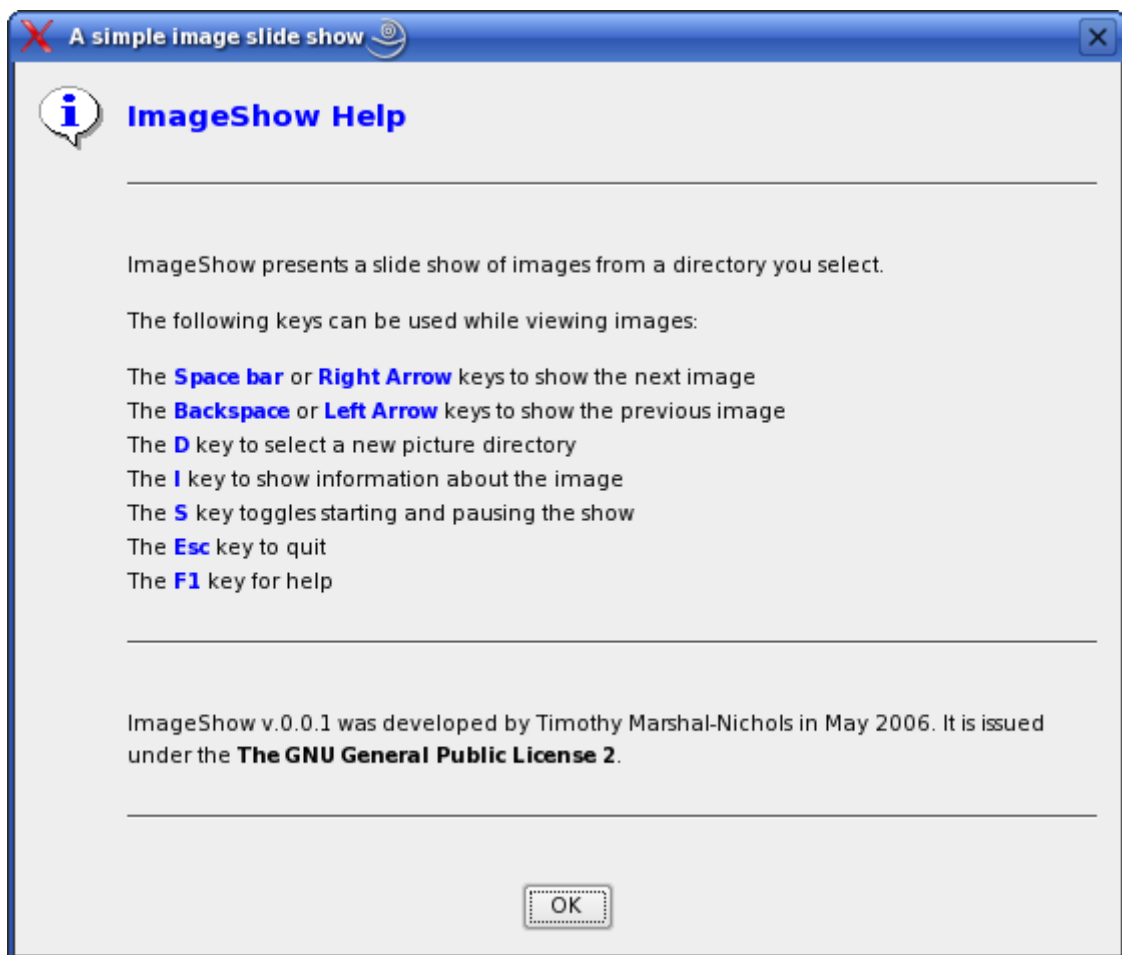 A simple image slide show
ImageShow Help
ImageShow presents a slide show of images from a directory you select.
The following keys can be used while viewing images:
The Space bar or Right Arrow keys to show the next image
The Backspace or Left Arrow keys to show the previous image
The D key to select a new picture directory
The I key to show information about the image
The S key toggles starting and pausing the show
The Esc key to quit
The F1 key for help
ImageShow v.0.0.1 was developed by Timothy Marshal-Nichols in May 2006. It is issued
under the The GNU General Public License 2.
OK